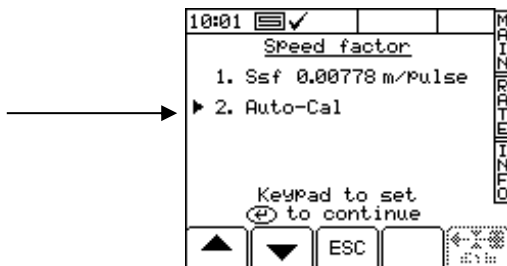 10:01
Speed factor
1. Ssf 0.00778 m/pulse
2. Auto-Cal
Keypad to set
to continue
ESC
MAIN
RATE
INFO